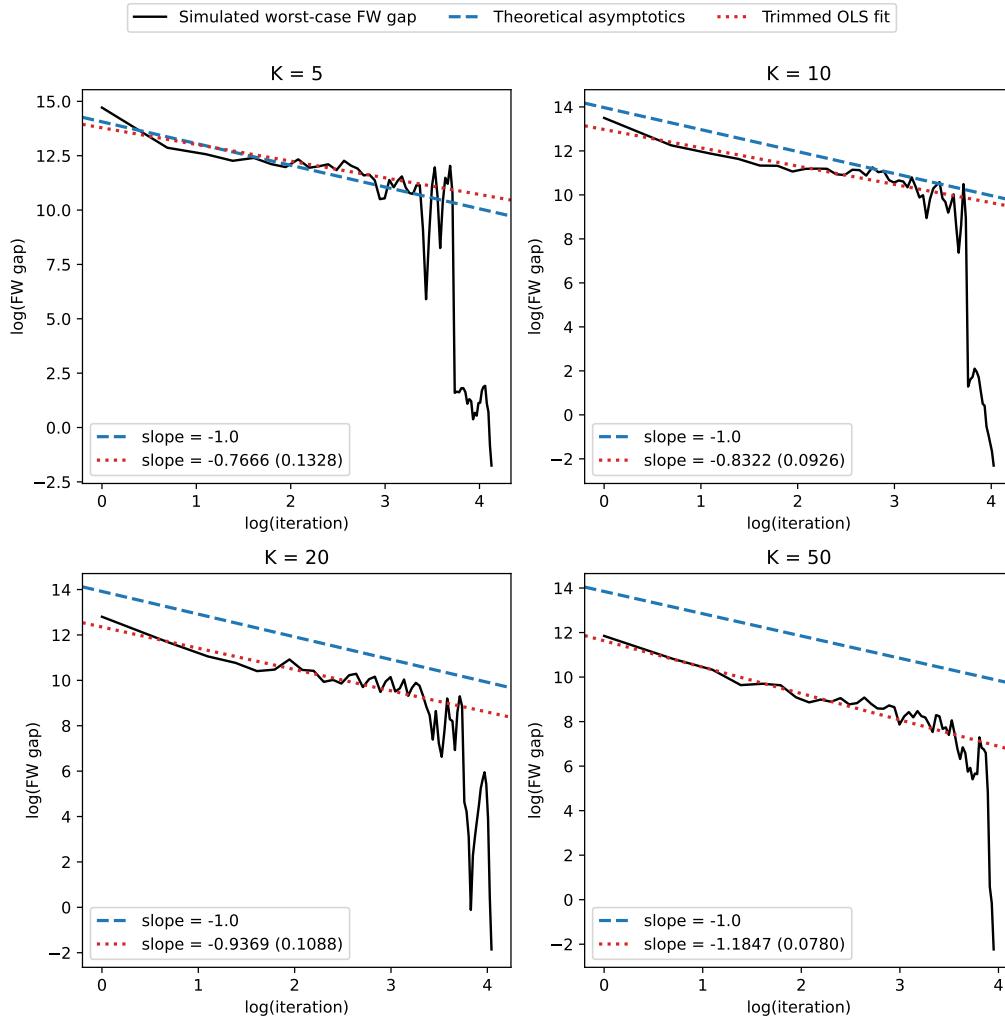 Simulated worst-case FW gap Theoretical asymptotics Trimmed OLS fit
K = 5
15.0
12.5
10.0
7.5
5.0
2.5
0.0
−2.5
log(FW gap)
slope = -1.0
slope = -0.7666 (0.1328)
0 1 2 3 4
log(iteration)
K = 10
14
12
10
8
6
4
2
0
−2
log(FW gap)
slope = -1.0
slope = -0.8322 (0.0926)
0 1 2 3 4
log(iteration)
K = 20
14
12
10
8
6
4
2
0
−2
log(FW gap)
slope = -1.0
slope = -0.9369 (0.1088)
0 1 2 3 4
log(iteration)
K = 50
14
12
10
8
6
4
2
0
−2
log(FW gap)
slope = -1.0
slope = -1.1847 (0.0780)
0 1 2 3 4
log(iteration)